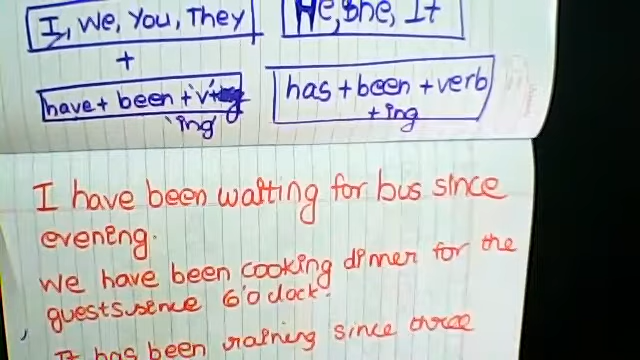 I, We, You, They
He, She, It
+
have + been + v +
ing
has + been + verb
+ ing
I have been waiting for bus since
evening.
We have been cooking dinner for the
guests since 6'o clock.
It has been raining since three